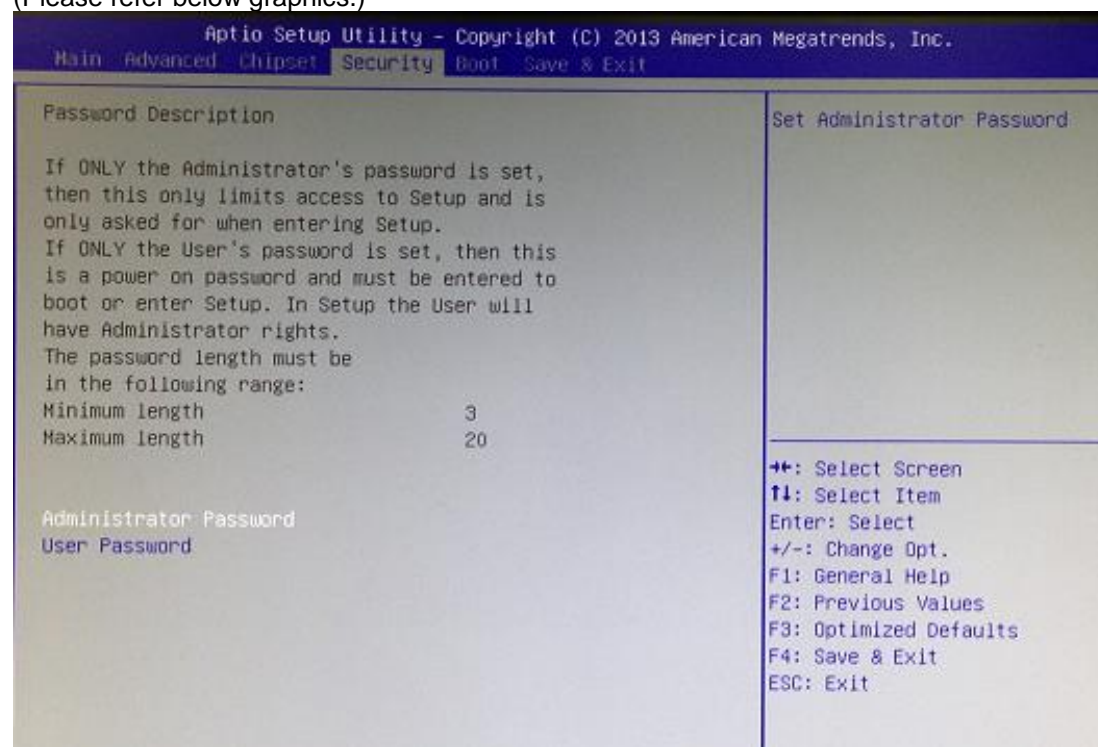 (Please refer below graphics.)
Aptio Setup Utility - Copyright (C) 2013 American Megatrends, Inc.
Main Advanced Chipset Security Boot Save & Exit
Password Description
If ONLY the Administrator's password is set,
then this only limits access to Setup and is
only asked for when entering Setup.
If ONLY the User's password is set, then this
is a power on password and must be entered to
boot or enter Setup. In Setup the User will
have Administrator rights.
The password length must be
in the following range:
Minimum length 3
Maximum length 20
Administrator Password
User Password
Set Administrator Password
→←: Select Screen
↑↓: Select Item
Enter: Select
+/-: Change Opt.
F1: General Help
F2: Previous Values
F3: Optimized Defaults
F4: Save & Exit
ESC: Exit